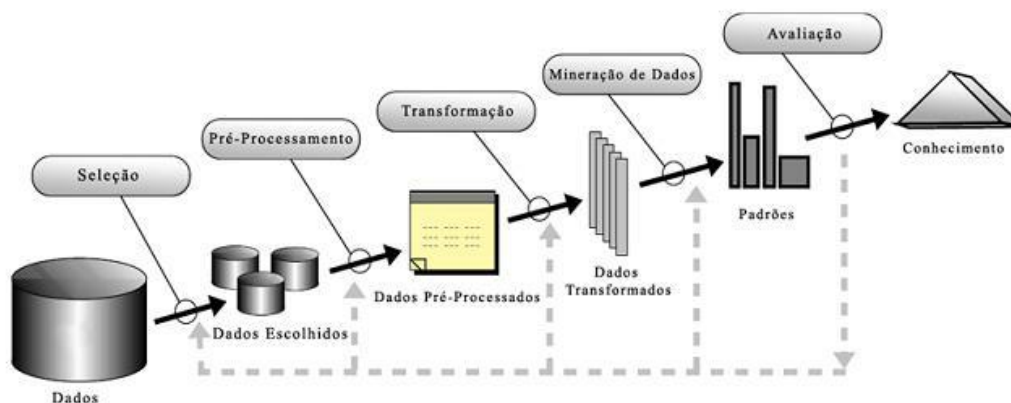 Avaliação
Mineração de Dados
Transformação
Pré-Processamento
Seleção
Conhecimento
Padrões
Dados
Transformados
Dados Pré-Processados
Dados Escolhidos
Dados